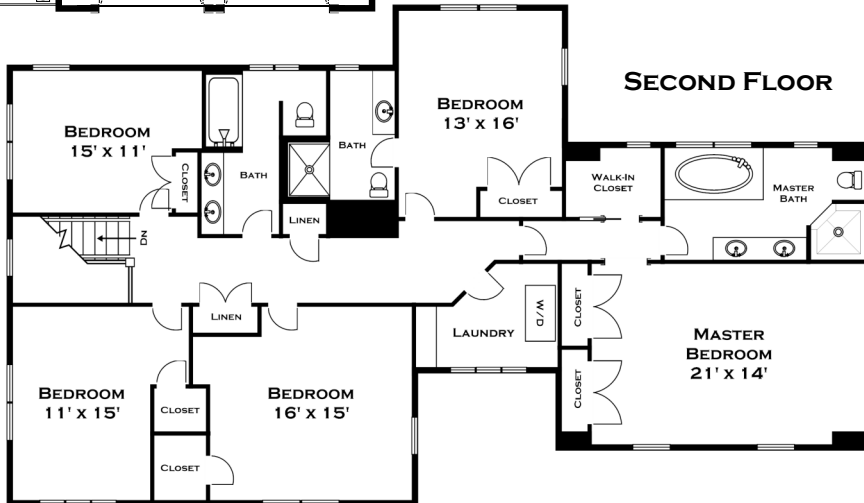 SECOND FLOOR
BEDROOM
13' x 16'
BEDROOM
15' x 11'
CLOSET
BATH
BATH
LINEN
CLOSET
WALK-IN
CLOSET
MASTER
BATH
DN
LINEN
LAUNDRY
W/D
CLOSET
CLOSET
MASTER
BEDROOM
21' x 14'
BEDROOM
11' x 15'
CLOSET
CLOSET
BEDROOM
16' x 15'